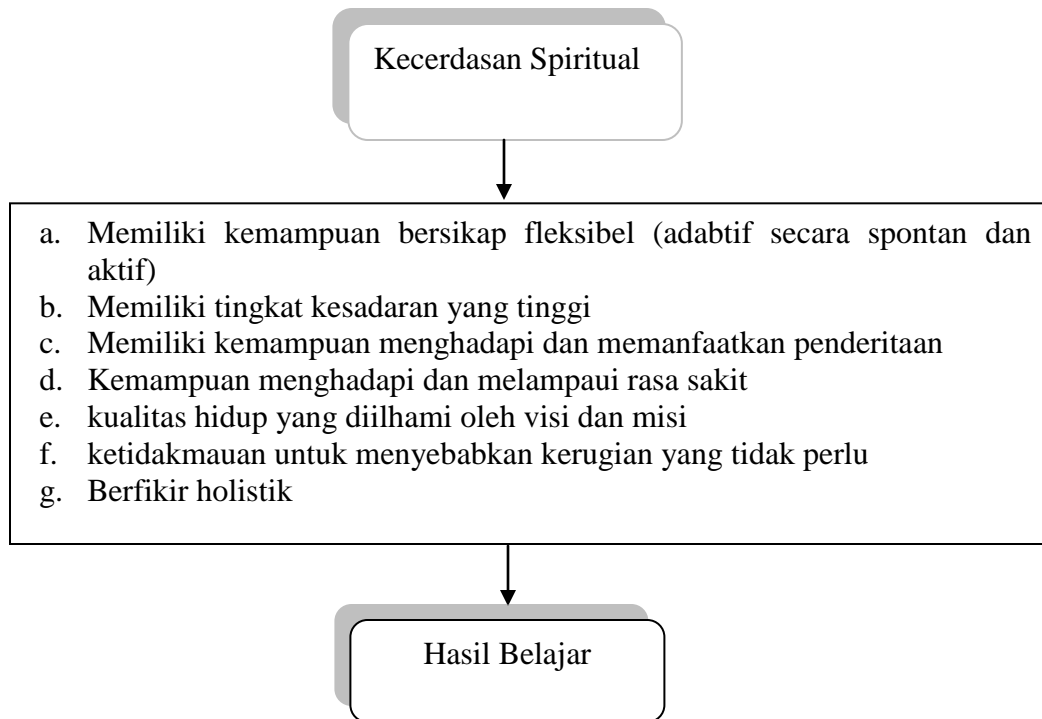 Kecerdasan Spiritual
a. Memiliki kemampuan bersikap fleksibel (adabtif secara spontan dan
aktif)
b. Memiliki tingkat kesadaran yang tinggi
c. Memiliki kemampuan menghadapi dan memanfaatkan penderitaan
d. Kemampuan menghadapi dan melampaui rasa sakit
e. kualitas hidup yang diilhami oleh visi dan misi
f. ketidakmauan untuk menyebabkan kerugian yang tidak perlu
g. Berfikir holistik
Hasil Belajar